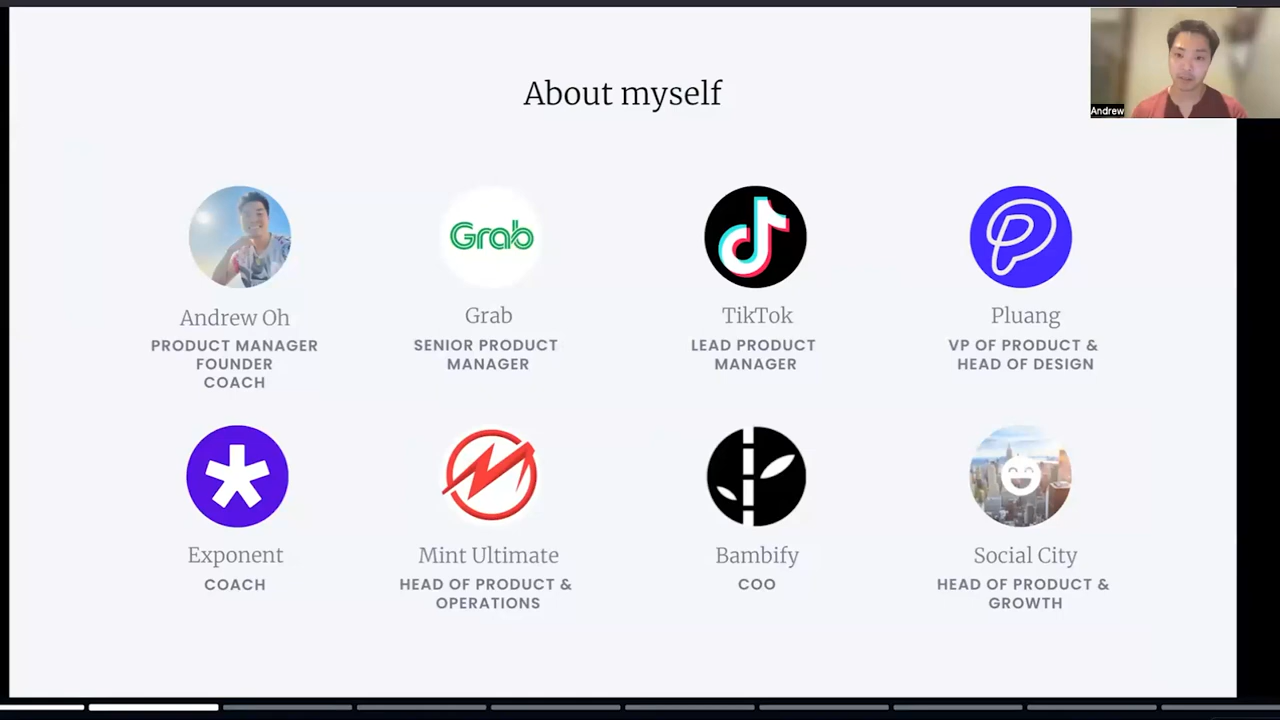 About myself
Andrew
Grab
Andrew Oh
PRODUCT MANAGER
FOUNDER
COACH
Grab
SENIOR PRODUCT
MANAGER
TikTok
LEAD PRODUCT
MANAGER
Pluang
VP OF PRODUCT &
HEAD OF DESIGN
Exponent
COACH
Mint Ultimate
HEAD OF PRODUCT &
OPERATIONS
Bambify
COO
Social City
HEAD OF PRODUCT &
GROWTH